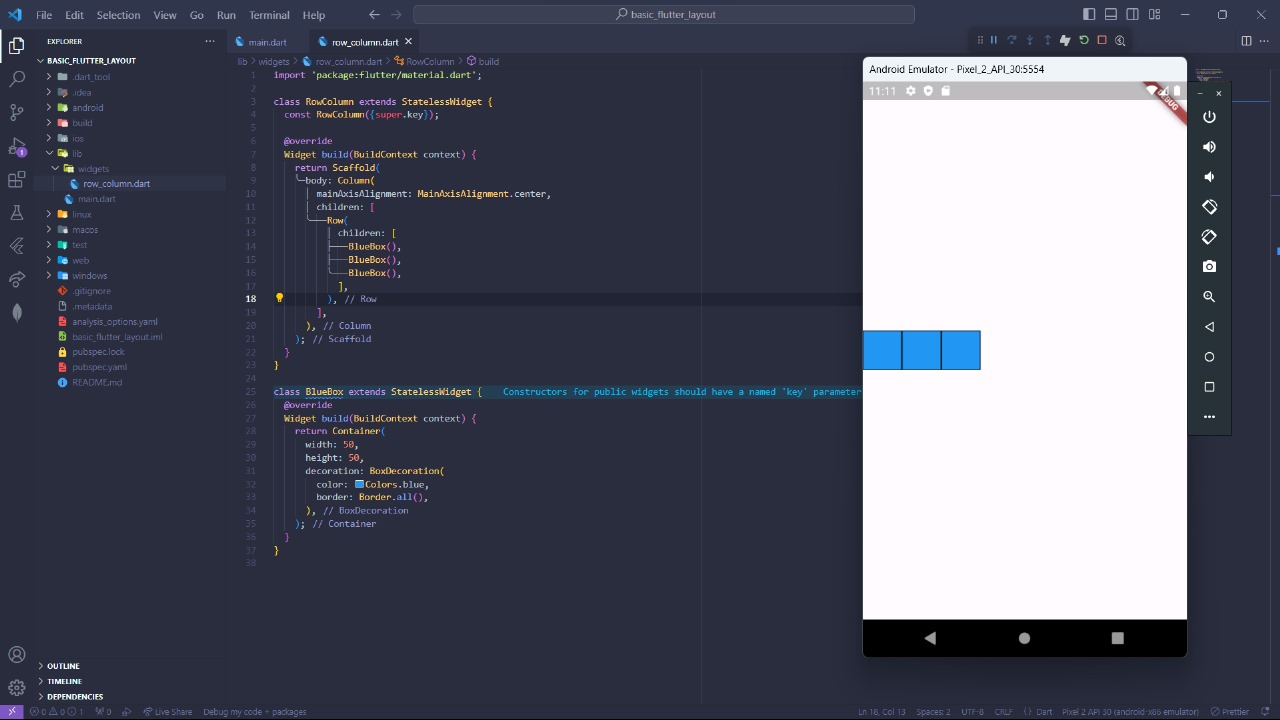 File Edit Selection View Go Run Terminal Help
basic_flutter_layout
EXPLORER
BASIC_FLUTTER_LAYOUT
.dart_tool
.idea
android
build
ios
lib
widgets
row_column.dart
main.dart
linux
macos
test
web
windows
.gitignore
.metadata
analysis_options.yaml
basic_flutter_layout.iml
pubspec.lock
pubspec.yaml
README.md
OUTLINE
TIMELINE
DEPENDENCIES
1
main.dart row_column.dart
lib > widgets > row_column.dart > RowColumn > build
1 import 'package:flutter/material.dart';
2
3 class RowColumn extends StatelessWidget {
4 const RowColumn({super.key});
5
6 @override
7 Widget build(BuildContext context) {
8 return Scaffold(
9 body: Column(
10 mainAxisAlignment: MainAxisAlignment.center,
11 children: [
12 Row(
13 children: [
14 BlueBox(),
15 BlueBox(),
16 BlueBox(),
17 ],
18 ), // Row
19 ],
20 ), // Column
21 ); // Scaffold
22 }
23 }
24
25 class BlueBox extends StatelessWidget { Constructors for public widgets should have a named 'key' parameter
26 @override
27 Widget build(BuildContext context) {
28 return Container(
29 width: 50,
30 height: 50,
31 decoration: BoxDecoration(
32 color: Colors.blue,
33 border: Border.all(),
34 ), // BoxDecoration
35 ); // Container
36 }
37 }
38
Android Emulator - Pixel_2_API_30:5554
11:11
DEBUG
0 0 1 0 Live Share Debug my code + packages
Ln 18, Col 13 Spaces: 2 UTF-8 CRLF {} Dart Pixel 2 API 30 (android-x86 emulator) Prettier